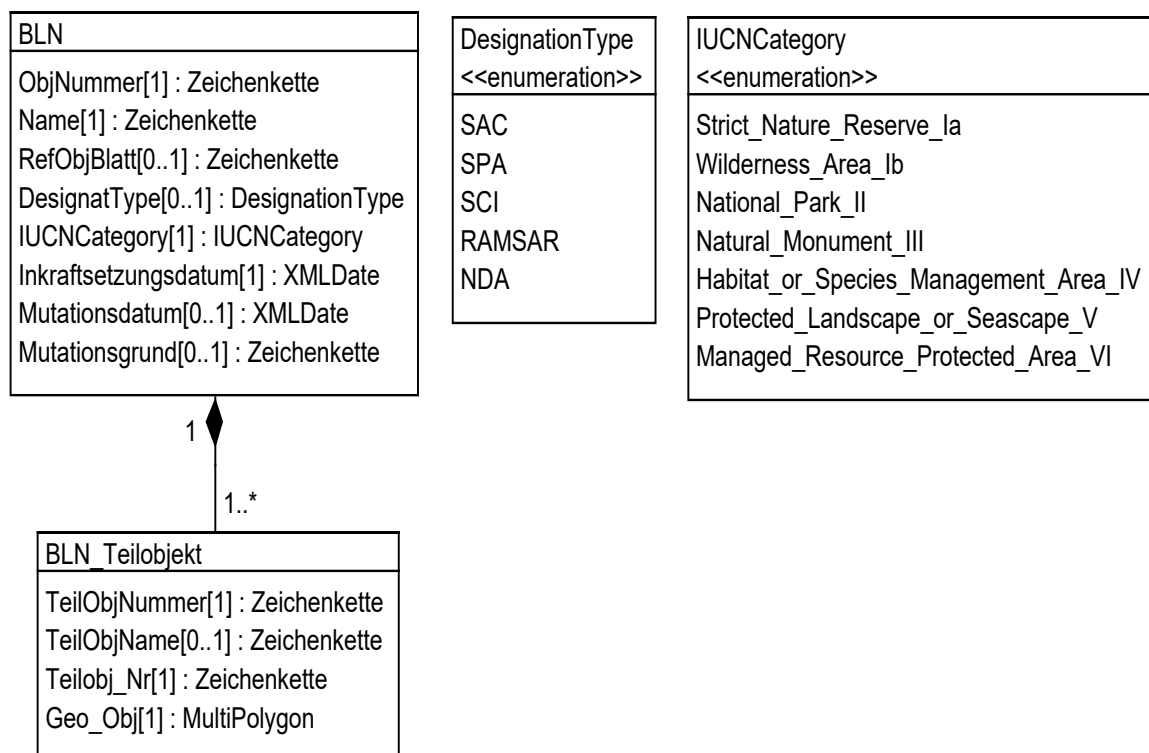 BLN
ObjNummer[1] : Zeichenkette
Name[1] : Zeichenkette
RefObjBlatt[0..1] : Zeichenkette
DesignatType[0..1] : DesignationType
IUCNCategory[1] : IUCNCategory
Inkraftsetzungsdatum[1] : XMLDate
Mutationsdatum[0..1] : XMLDate
Mutationsgrund[0..1] : Zeichenkette
DesignationType
<<enumeration>>
SAC
SPA
SCI
RAMSAR
NDA
IUCNCategory
<<enumeration>>
Strict_Nature_Reserve_Ia
Wilderness_Area_Ib
National_Park_II
Natural_Monument_III
Habitat_or_Species_Management_Area_IV
Protected_Landscape_or_Seascape_V
Managed_Resource_Protected_Area_VI
1
1..*
BLN_Teilobjekt
TeilObjNummer[1] : Zeichenkette
TeilObjName[0..1] : Zeichenkette
Teilobj_Nr[1] : Zeichenkette
Geo_Obj[1] : MultiPolygon